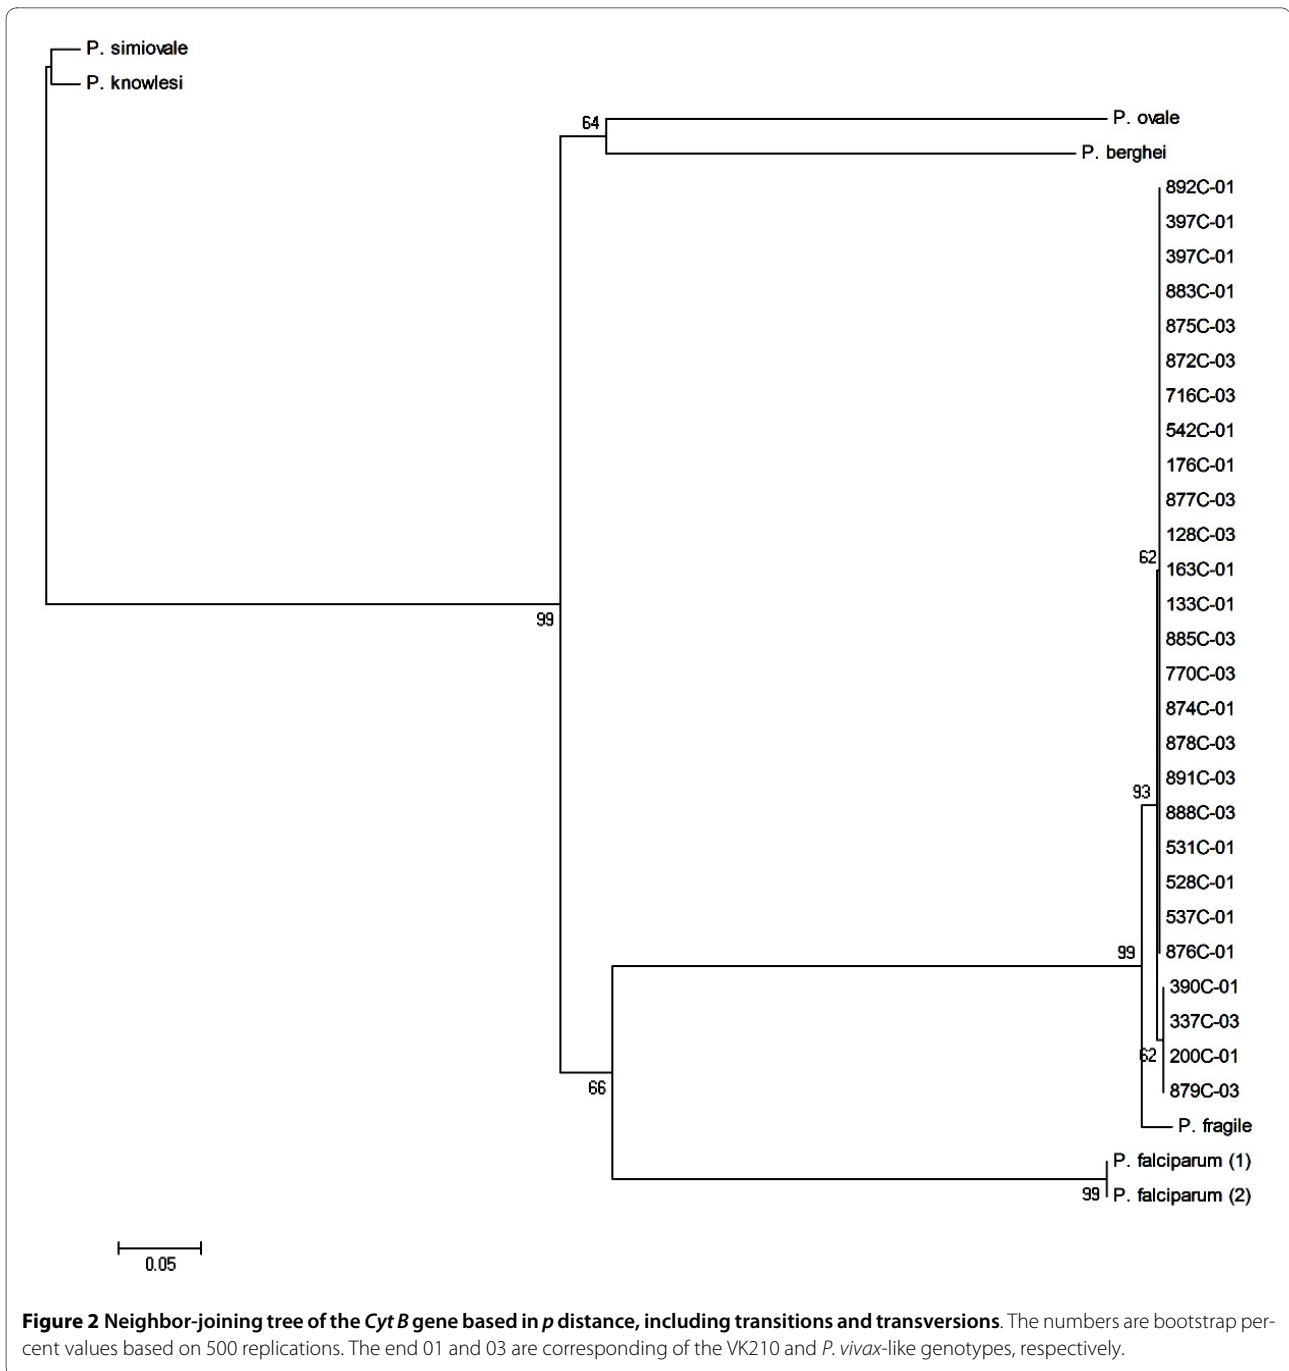 P. simiovale
P. knowlesi
64
P. ovale
P. berghei
892C-01
397C-01
397C-01
883C-01
875C-03
872C-03
716C-03
542C-01
176C-01
877C-03
128C-03
62
163C-01
133C-01
99
885C-03
770C-03
874C-01
878C-03
891C-03
93
888C-03
531C-01
528C-01
537C-01
99
876C-01
390C-01
337C-03
62
200C-01
66
879C-03
P. fragile
P. falciparum (1)
99
P. falciparum (2)
0.05
Figure 2 Neighbor-joining tree of the Cyt B gene based in p distance, including transitions and transversions. The numbers are bootstrap per-
cent values based on 500 replications. The end 01 and 03 are corresponding of the VK210 and P. vivax-like genotypes, respectively.